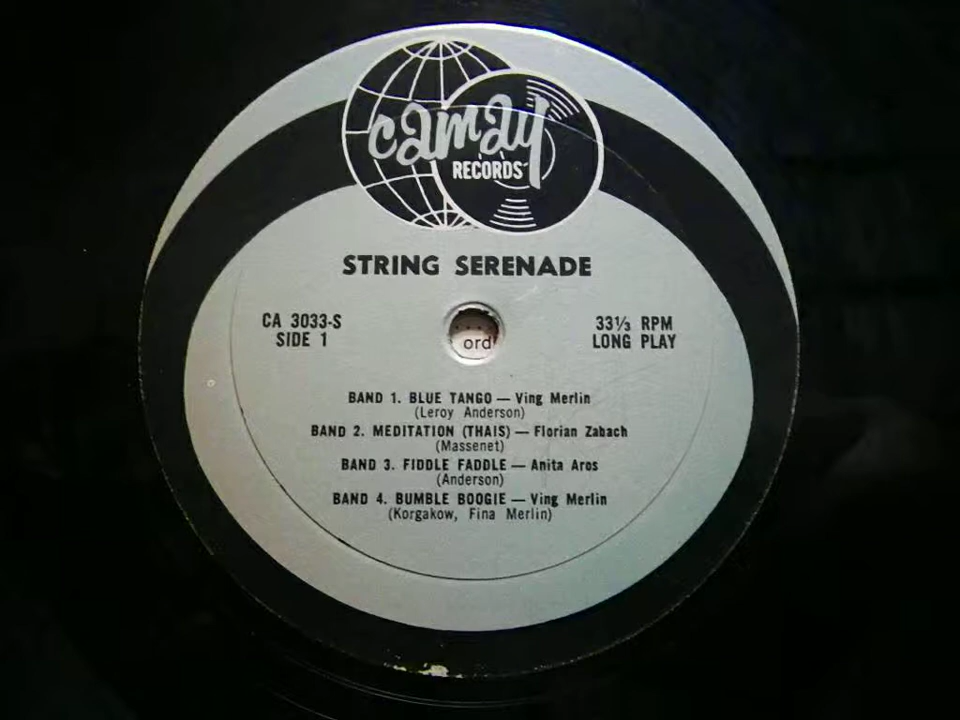 camay
RECORDS
STRING SERENADE
CA 3033-S
SIDE 1
33⅓ RPM
LONG PLAY
ord
BAND 1. BLUE TANGO — Ving Merlin
(Leroy Anderson)
BAND 2. MEDITATION (THAIS) — Florian Zabach
(Massenet)
BAND 3. FIDDLE FADDLE — Anita Aros
(Anderson)
BAND 4. BUMBLE BOOGIE — Ving Merlin
(Korgakow, Fina Merlin)